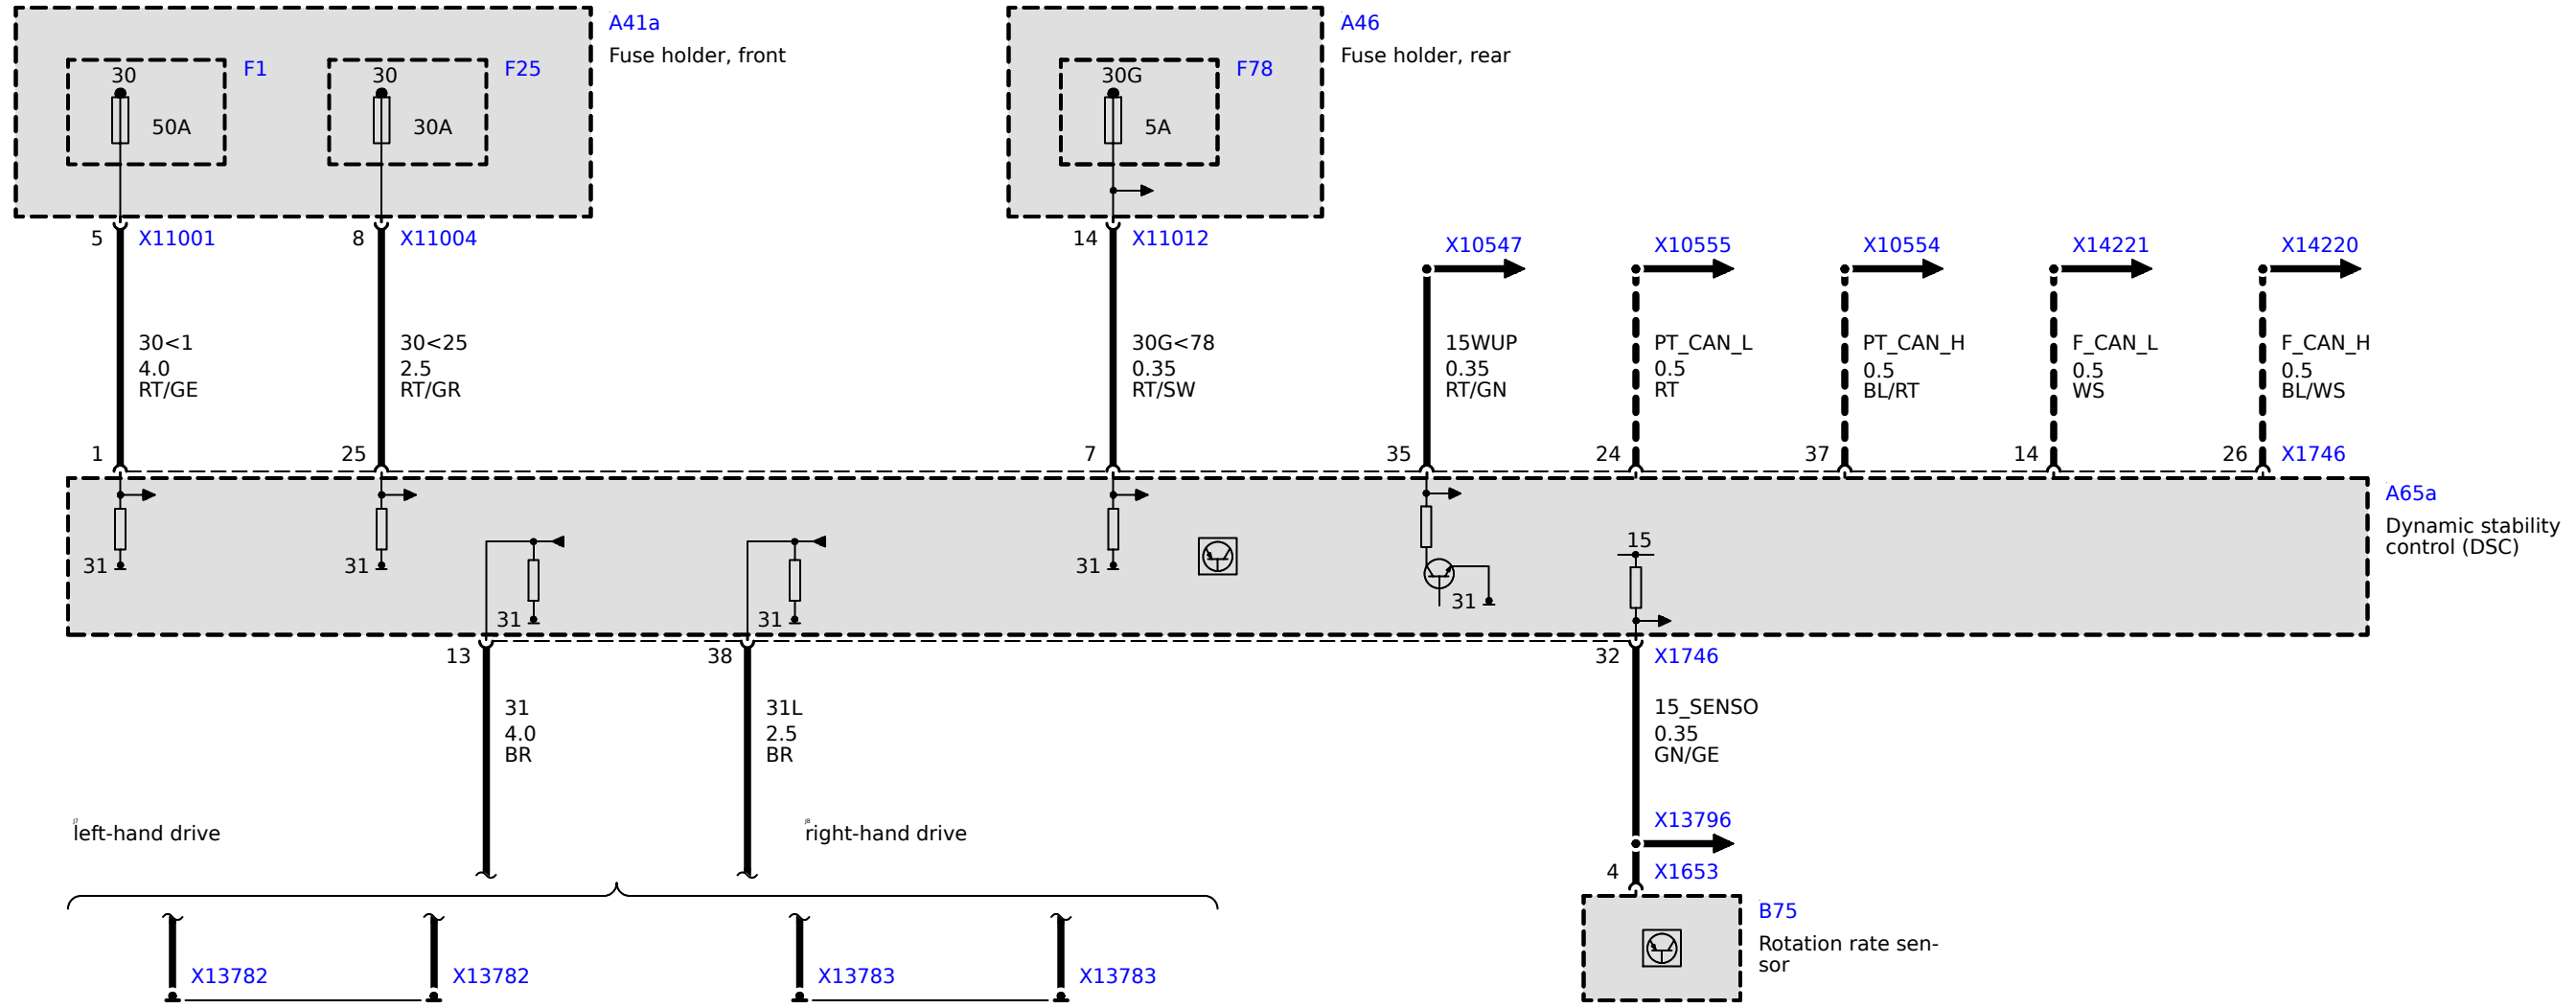 A41a
Fuse holder, front
30
F1
50A
30
F25
30A
A46
Fuse holder, rear
30G
F78
5A
5
X11001
8
X11004
14
X11012
X10547
X10555
X10554
X14221
X14220
30<1
4.0
RT/GE
30<25
2.5
RT/GR
30G<78
0.35
RT/SW
15WUP
0.35
RT/GN
PT_CAN_L
0.5
RT
PT_CAN_H
0.5
BL/RT
F_CAN_L
0.5
WS
F_CAN_H
0.5
BL/WS
1
25
7
35
24
37
14
26
X1746
A65a
Dynamic stability
control (DSC)
31
31
31
31
31
31
15
13
38
32
X1746
31
4.0
BR
31L
2.5
BR
15_SENSO
0.35
GN/GE
left-hand drive
right-hand drive
X13796
4
X1653
B75
Rotation rate sen-
sor
X13782
X13782
X13783
X13783